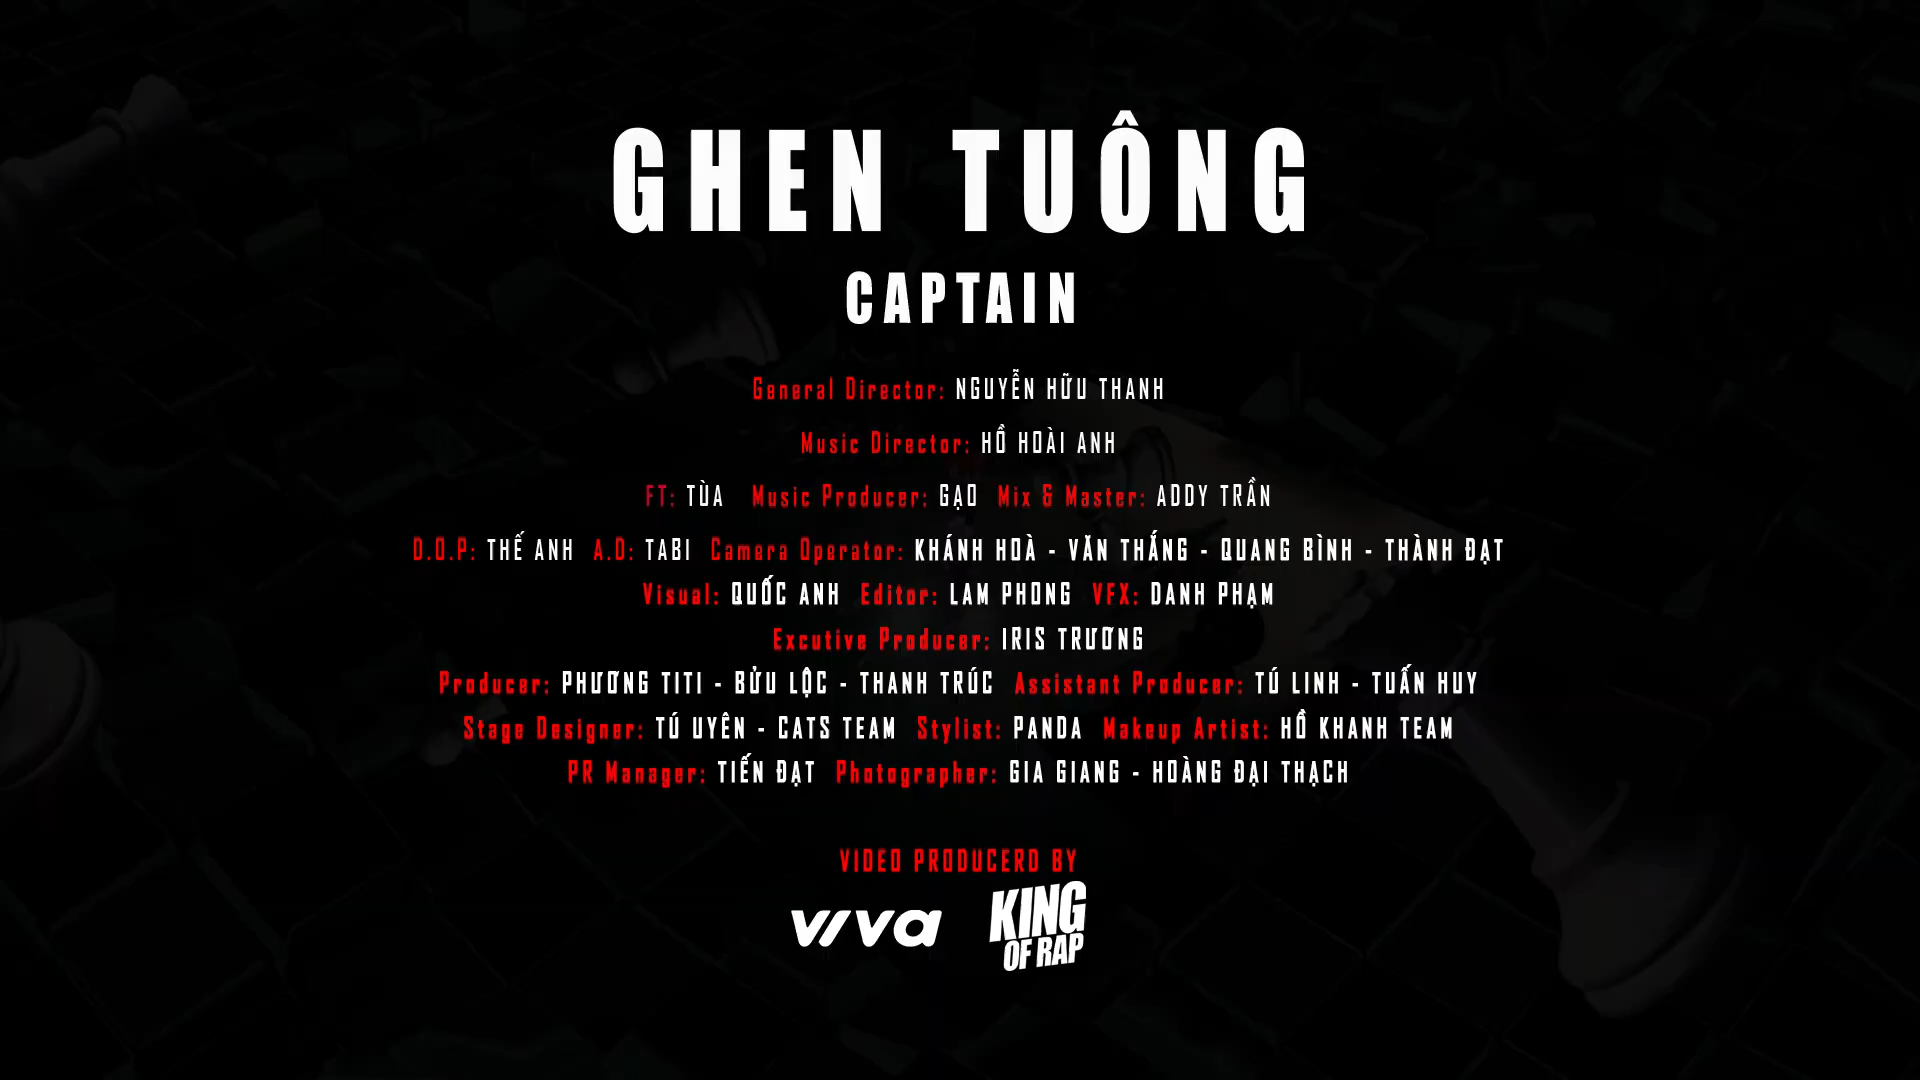 GHEN TUÔNG
CAPTAIN
General Director: NGUYỄN HỮU THANH
Music Director: HỒ HOÀI ANH
FT: TÙA Music Producer: GẠO Mix & Master: ADDY TRẦN
D.O.P: THẾ ANH A.D: TABI Camera Operator: KHÁNH HOÀ - VĂN THẮNG - QUANG BÌNH - THÀNH ĐẠT
Visual: QUỐC ANH Editor: LAM PHONG VFX: DANH PHẠM
Excutive Producer: IRIS TRƯƠNG
Producer: PHƯƠNG TITI - BỬU LỘC - THANH TRÚC Assistant Producer: TÚ LINH - TUẤN HUY
Stage Designer: TÚ UYÊN - CATS TEAM Stylist: PANDA Makeup Artist: HỒ KHANH TEAM
PR Manager: TIẾN ĐẠT Photographer: GIA GIANG - HOÀNG ĐẠI THẠCH
VIDEO PRODUCERD BY
viva KING
OF RAP